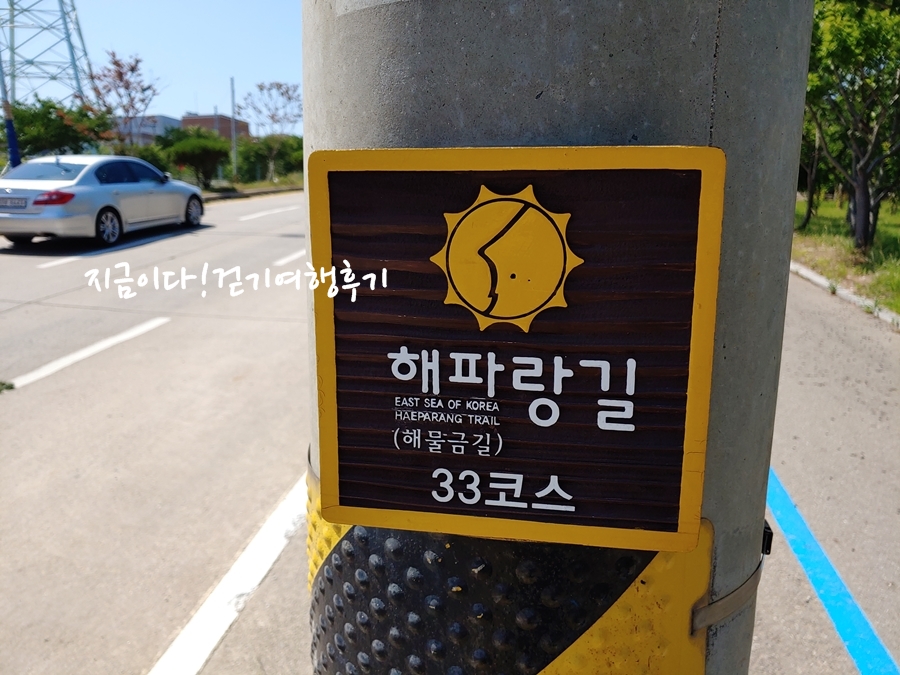 지금이다!걷기여행후기
해파랑길
EAST SEA OF KOREA
HAEPARANG TRAIL
(해물금길)
33코스